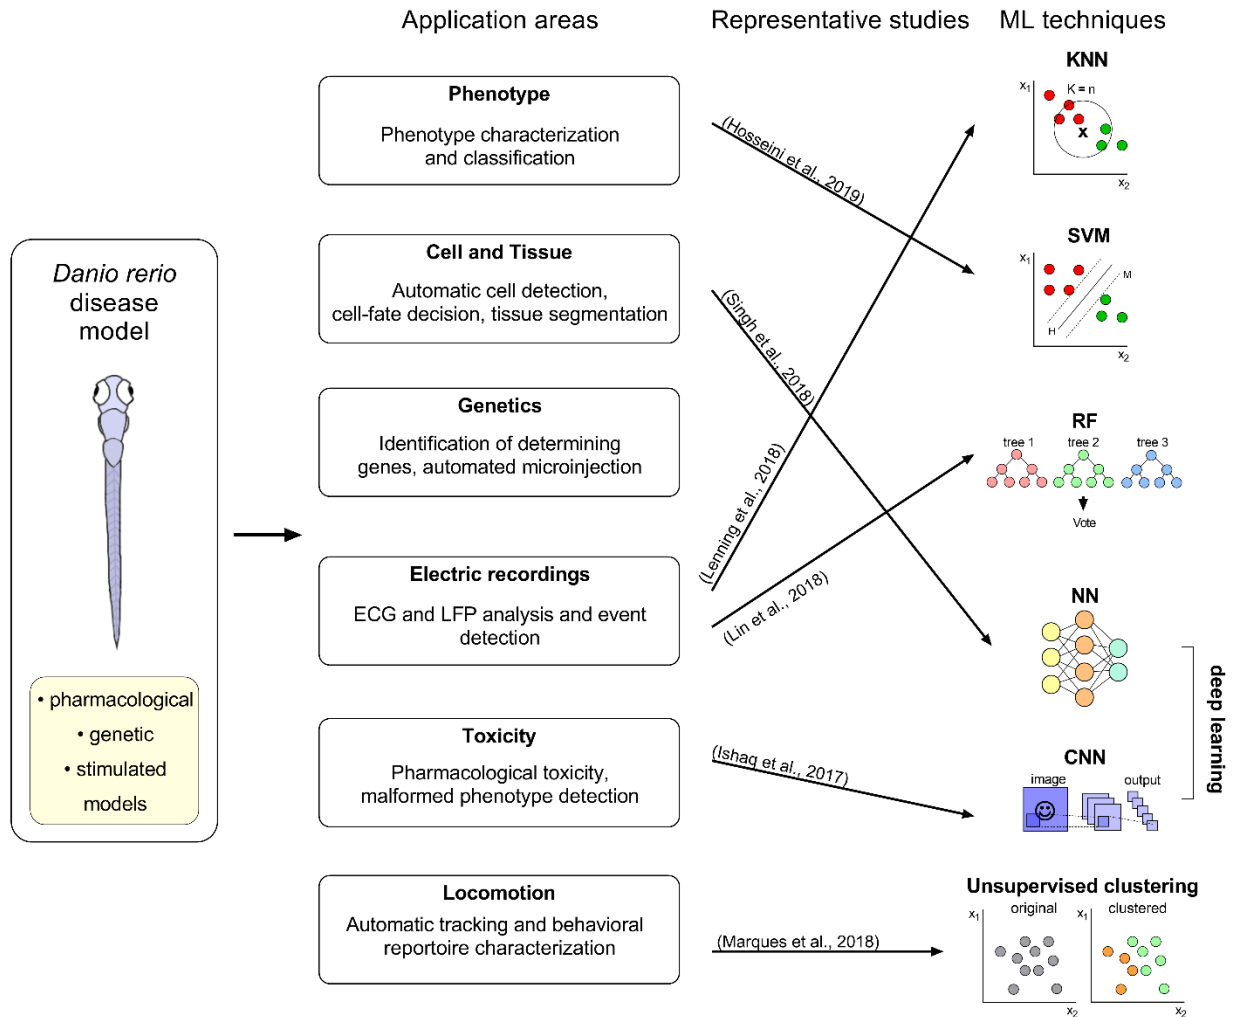 Application areas
Representative studies
ML techniques
Danio rerio
disease
model
• pharmacological
• genetic
• stimulated
models
Phenotype
Phenotype characterization
and classification
Cell and Tissue
Automatic cell detection,
cell-fate decision, tissue segmentation
Genetics
Identification of determining
genes, automated microinjection
Electric recordings
ECG and LFP analysis and event
detection
Toxicity
Pharmacological toxicity,
malformed phenotype detection
Locomotion
Automatic tracking and behavioral
repertoire characterization
(Hosseini et al., 2019)
(Singh et al., 2018)
(Lenning et al., 2018)
(Lin et al., 2018)
(Ishaq et al., 2017)
(Marques et al., 2018)
KNN
x1
K = n
x
x2
SVM
x1
M
H
x2
RF
tree 1
tree 2
tree 3
Vote
NN
CNN
image
output
deep learning
Unsupervised clustering
original
clustered
x1
x1
x2
x2